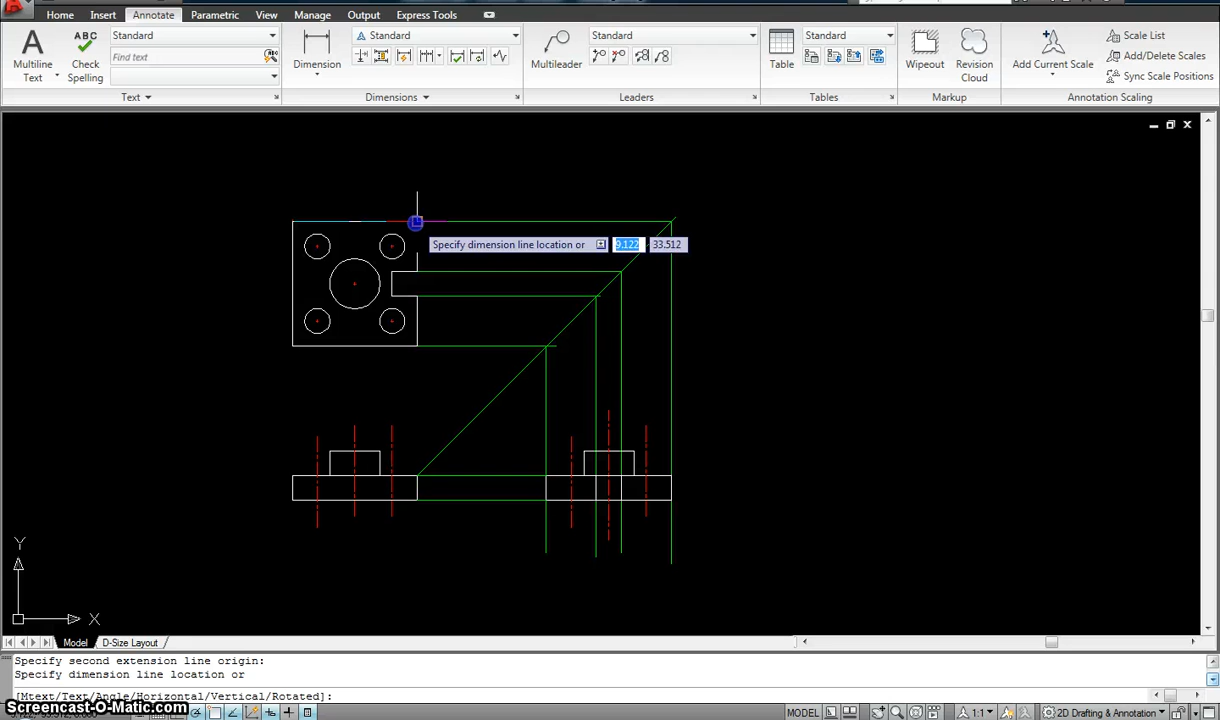 Home Insert Annotate Parametric View Manage Output Express Tools
Standard
ABC
Find text
Multiline
Text
Check
Spelling
Text
Dimension
Standard
Dimensions
Multileader
Standard
Leaders
Table
Standard
Tables
Wipeout
Revision
Cloud
Markup
Add Current Scale
Scale List
Add/Delete Scales
Sync Scale Positions
Annotation Scaling
Specify dimension line location or 9.122 33.512
Y
X
Model D-Size Layout
Specify second extension line origin:
Specify dimension line location or
[Mtext/Text/Angle/Horizontal/Vertical/Rotated]:
Screencast-O-Matic.com
MODEL 1:1 2D Drafting & Annotation